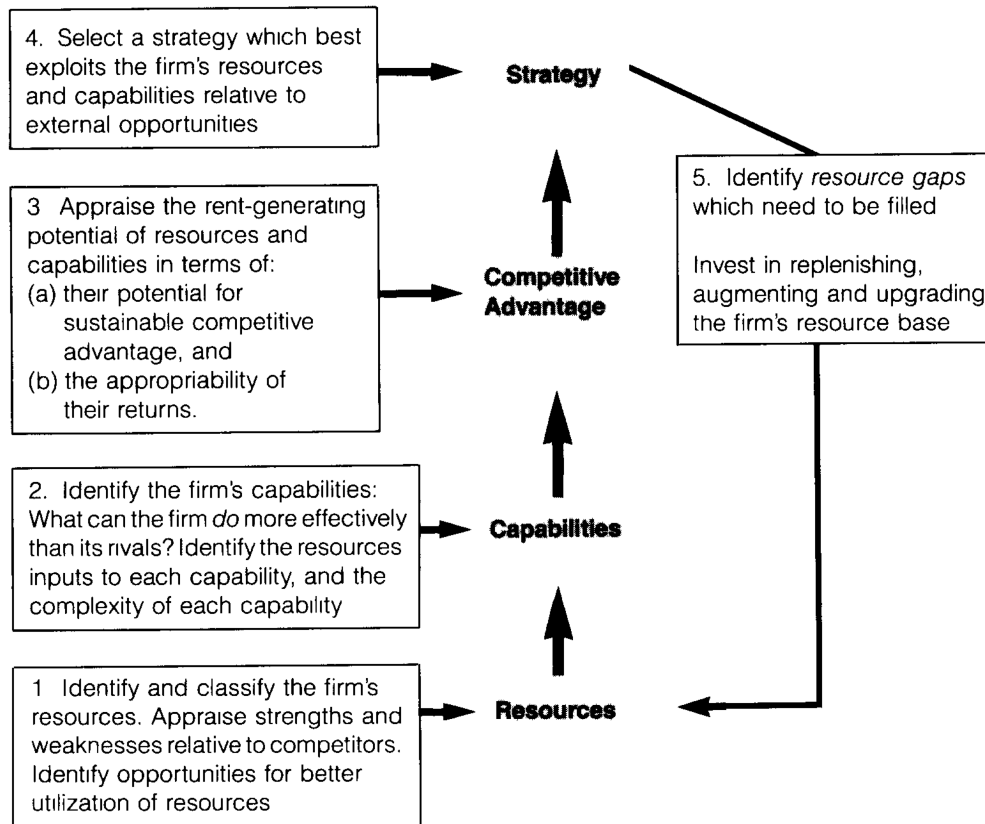 4. Select a strategy which best
exploits the firm's resources
and capabilities relative to
external opportunities
Strategy
5. Identify resource gaps
which need to be filled
Invest in replenishing,
augmenting and upgrading
the firm's resource base
3 Appraise the rent-generating
potential of resources and
capabilities in terms of:
(a) their potential for
sustainable competitive
advantage, and
(b) the appropriability of
their returns.
Competitive
Advantage
2. Identify the firm's capabilities:
What can the firm do more effectively
than its rivals? Identify the resources
inputs to each capability, and the
complexity of each capability
Capabilities
1 Identify and classify the firm's
resources. Appraise strengths and
weaknesses relative to competitors.
Identify opportunities for better
utilization of resources
Resources